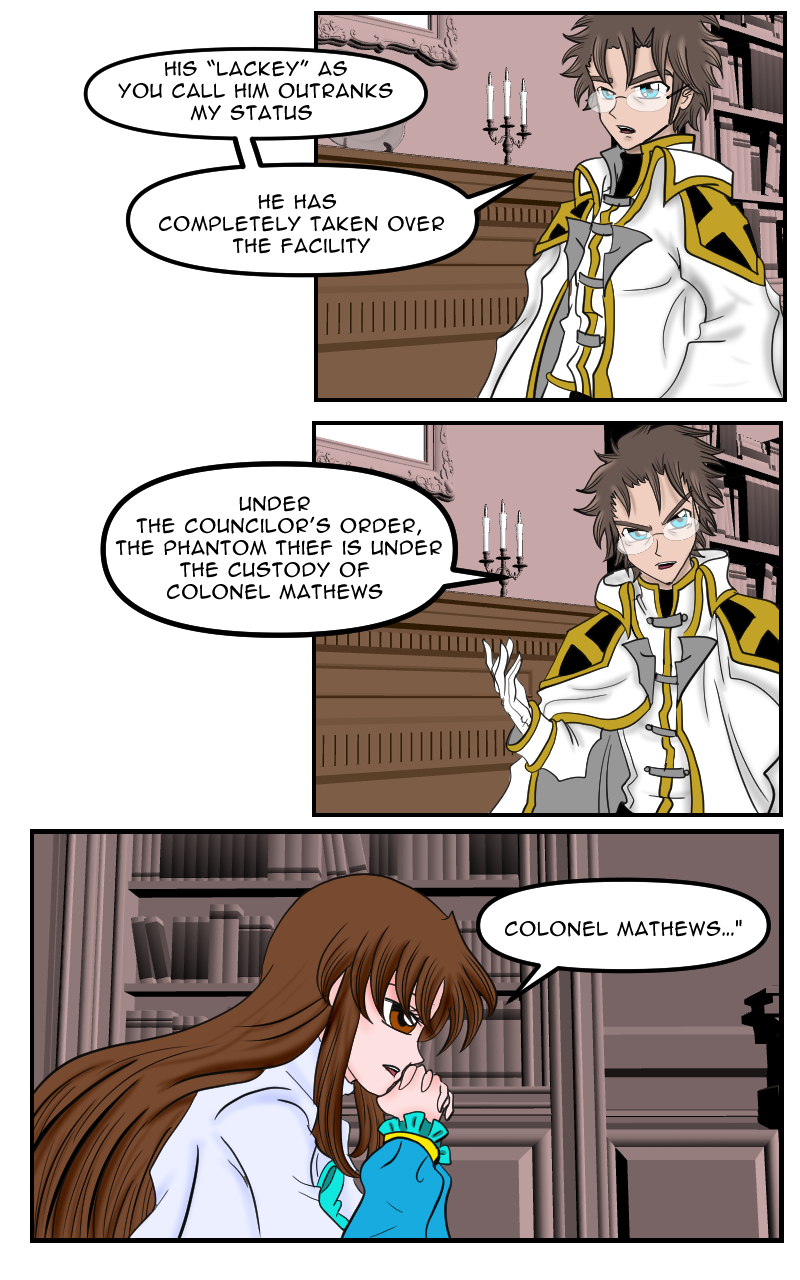 HIS “LACKEY” AS
YOU CALL HIM OUTRANKS
MY STATUS
HE HAS
COMPLETELY TAKEN OVER
THE FACILITY
UNDER
THE COUNCILOR'S ORDER,
THE PHANTOM THIEF IS UNDER
THE CUSTODY OF
COLONEL MATHEWS
COLONEL MATHEWS..."